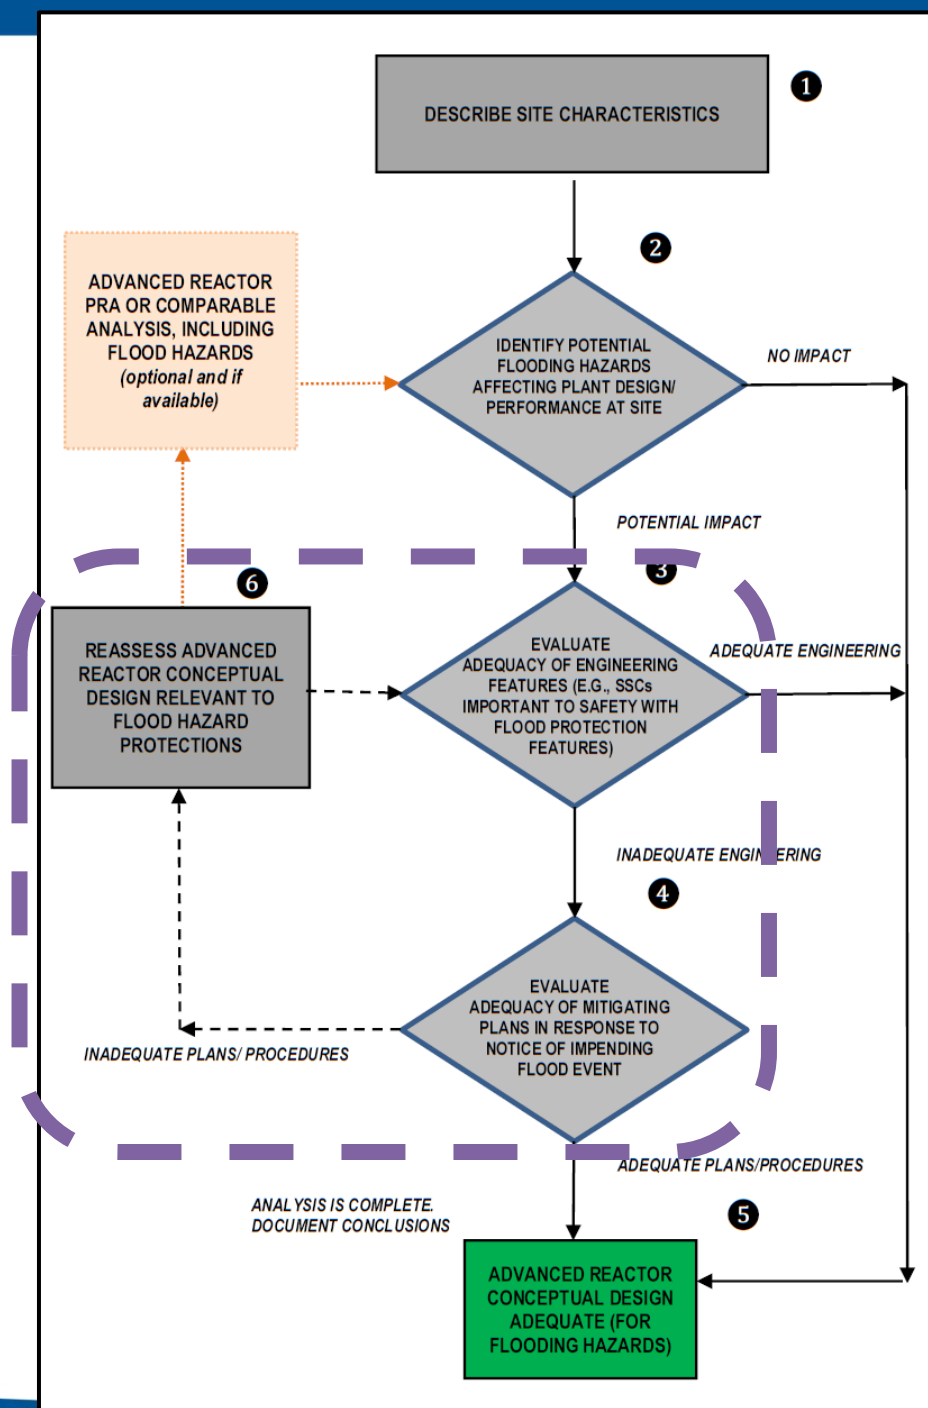 DESCRIBE SITE CHARACTERISTICS
1
2
ADVANCED REACTOR
PRA OR COMPARABLE
ANALYSIS, INCLUDING
FLOOD HAZARDS
(optional and if
available)
IDENTIFY POTENTIAL
FLOODING HAZARDS
AFFECTING PLANT DESIGN/
PERFORMANCE AT SITE
NO IMPACT
POTENTIAL IMPACT
6
3
REASSESS ADVANCED
REACTOR CONCEPTUAL
DESIGN RELEVANT TO
FLOOD HAZARD
PROTECTIONS
EVALUATE
ADEQUACY OF ENGINEERING
FEATURES (E.G., SSCs
IMPORTANT TO SAFETY WITH
FLOOD PROTECTION
FEATURES)
ADEQUATE ENGINEERING
INADEQUATE ENGINEERING
4
EVALUATE
ADEQUACY OF MITIGATING
PLANS IN RESPONSE TO
NOTICE OF IMPENDING
FLOOD EVENT
INADEQUATE PLANS/ PROCEDURES
ADEQUATE PLANS/PROCEDURES
ANALYSIS IS COMPLETE.
DOCUMENT CONCLUSIONS
5
ADVANCED REACTOR
CONCEPTUAL DESIGN
ADEQUATE (FOR
FLOODING HAZARDS)